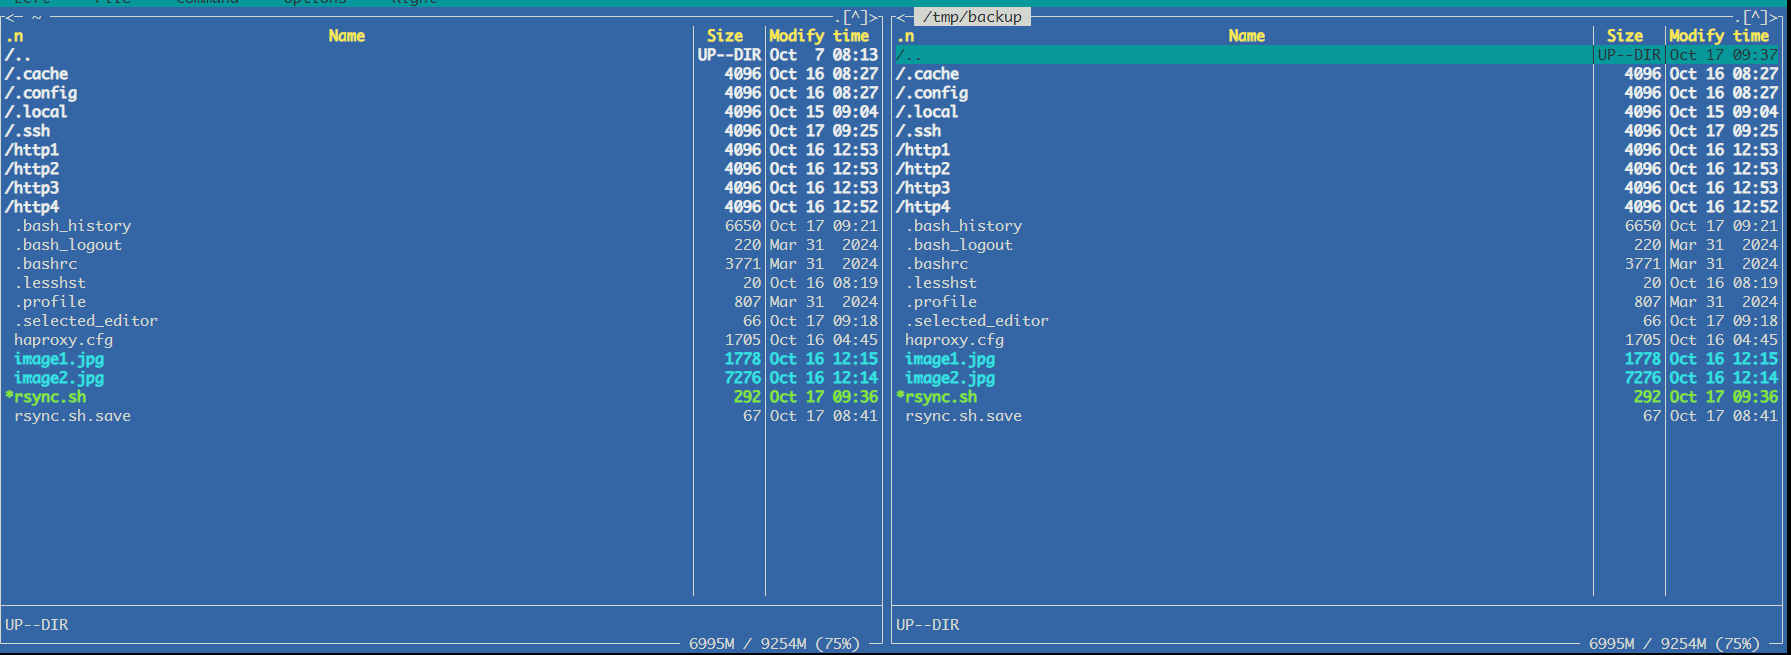 Left File Command Options Right
<─ ~ ─.[^]>
.n Name Size Modify time
/.. UP--DIR Oct 7 08:13
/.cache 4096 Oct 16 08:27
/.config 4096 Oct 16 08:27
/.local 4096 Oct 15 09:04
/.ssh 4096 Oct 17 09:25
/http1 4096 Oct 16 12:53
/http2 4096 Oct 16 12:53
/http3 4096 Oct 16 12:53
/http4 4096 Oct 16 12:52
.bash_history 6650 Oct 17 09:21
.bash_logout 220 Mar 31 2024
.bashrc 3771 Mar 31 2024
.lesshst 20 Oct 16 08:19
.profile 807 Mar 31 2024
.selected_editor 66 Oct 17 09:18
haproxy.cfg 1705 Oct 16 04:45
image1.jpg 1778 Oct 16 12:15
image2.jpg 7276 Oct 16 12:14
*rsync.sh 292 Oct 17 09:36
rsync.sh.save 67 Oct 17 08:41
UP--DIR
6995M / 9254M (75%)
<─ /tmp/backup ─.[^]>
.n Name Size Modify time
/.. UP--DIR Oct 17 09:37
/.cache 4096 Oct 16 08:27
/.config 4096 Oct 16 08:27
/.local 4096 Oct 15 09:04
/.ssh 4096 Oct 17 09:25
/http1 4096 Oct 16 12:53
/http2 4096 Oct 16 12:53
/http3 4096 Oct 16 12:53
/http4 4096 Oct 16 12:52
.bash_history 6650 Oct 17 09:21
.bash_logout 220 Mar 31 2024
.bashrc 3771 Mar 31 2024
.lesshst 20 Oct 16 08:19
.profile 807 Mar 31 2024
.selected_editor 66 Oct 17 09:18
haproxy.cfg 1705 Oct 16 04:45
image1.jpg 1778 Oct 16 12:15
image2.jpg 7276 Oct 16 12:14
*rsync.sh 292 Oct 17 09:36
rsync.sh.save 67 Oct 17 08:41
UP--DIR
6995M / 9254M (75%)